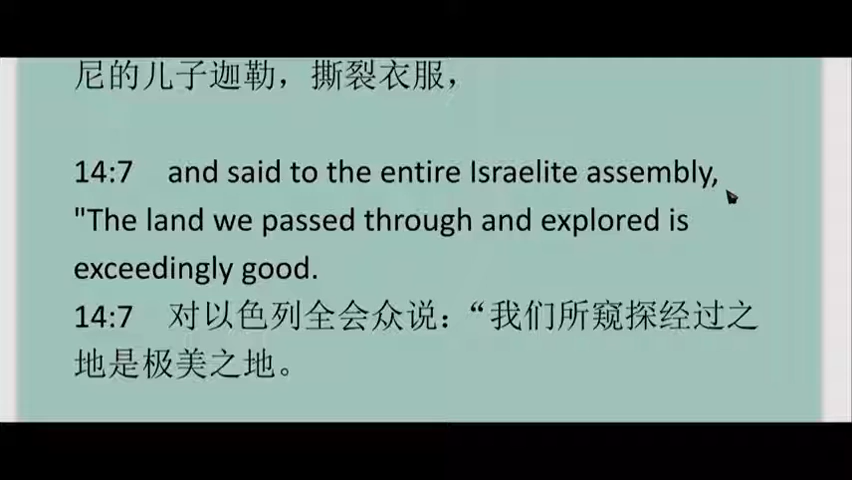 尼的儿子迦勒，撕裂衣服，
14:7 and said to the entire Israelite assembly,
"The land we passed through and explored is
exceedingly good.
14:7 对以色列全会众说：“我们所窥探经过之
地是极美之地。